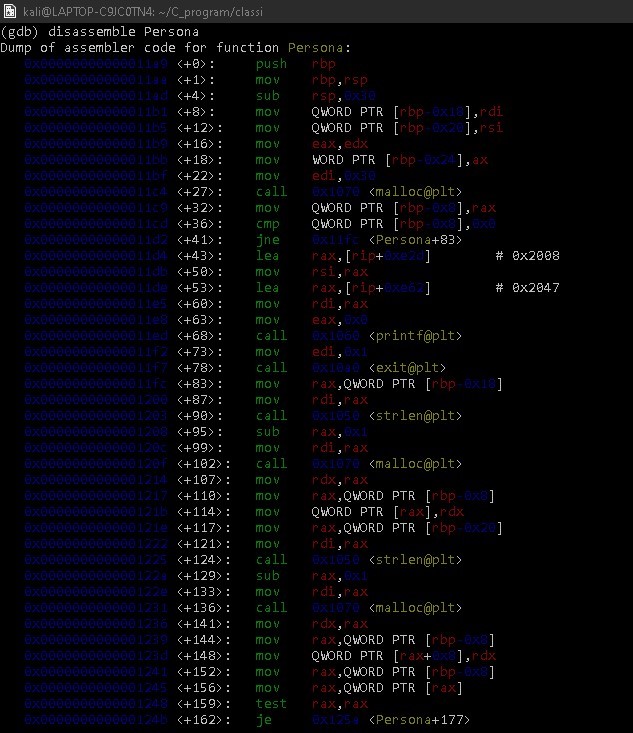 kali@LAPTOP-C9JC0TN4: ~/C_program/classi
(gdb) disassemble Persona
Dump of assembler code for function Persona:
0x00000000000011a9 <+0>: push rbp
0x00000000000011aa <+1>: mov rbp,rsp
0x00000000000011ad <+4>: sub rsp,0x30
0x00000000000011b1 <+8>: mov QWORD PTR [rbp-0x18],rdi
0x00000000000011b5 <+12>: mov QWORD PTR [rbp-0x20],rsi
0x00000000000011b9 <+16>: mov eax,edx
0x00000000000011bb <+18>: mov WORD PTR [rbp-0x24],ax
0x00000000000011bf <+22>: mov edi,0x30
0x00000000000011c4 <+27>: call 0x1070 <malloc@plt>
0x00000000000011c9 <+32>: mov QWORD PTR [rbp-0x8],rax
0x00000000000011cd <+36>: cmp QWORD PTR [rbp-0x8],0x0
0x00000000000011d2 <+41>: jne 0x11fc <Persona+83>
0x00000000000011d4 <+43>: lea rax,[rip+0xe2d] # 0x2008
0x00000000000011db <+50>: mov rsi,rax
0x00000000000011de <+53>: lea rax,[rip+0xe62] # 0x2047
0x00000000000011e5 <+60>: mov rdi,rax
0x00000000000011e8 <+63>: mov eax,0x0
0x00000000000011ed <+68>: call 0x1060 <printf@plt>
0x00000000000011f2 <+73>: mov edi,0x1
0x00000000000011f7 <+78>: call <exit@plt>
0x00000000000011fc <+83>: mov rax,QWORD PTR [rbp-0x18]
0x0000000000001200 <+87>: mov rdi,rax
0x0000000000001203 <+90>: call 0x1050 <strlen@plt>
0x0000000000001208 <+95>: sub rax,0x1
0x000000000000120c <+99>: mov rdi,rax
0x000000000000120f <+102>: call 0x1070 <malloc@plt>
0x0000000000001214 <+107>: mov rdx,rax
0x0000000000001217 <+110>: mov rax,QWORD PTR [rbp-0x8]
0x000000000000121b <+114>: mov QWORD PTR [rax],rdx
0x000000000000121e <+117>: mov rax,QWORD PTR [rbp-0x20]
0x0000000000001222 <+121>: mov rdi,rax
0x0000000000001225 <+124>: call 0x1050 <strlen@plt>
0x000000000000122a <+129>: sub rax,0x1
0x000000000000122e <+133>: mov rdi,rax
0x0000000000001231 <+136>: call 0x1070 <malloc@plt>
0x0000000000001236 <+141>: mov rdx,rax
0x0000000000001239 <+144>: mov rax,QWORD PTR [rbp-0x8]
0x000000000000123d <+148>: mov QWORD PTR [rax+0x8],rdx
0x0000000000001241 <+152>: mov rax,QWORD PTR [rbp-0x8]
0x0000000000001245 <+156>: mov rax,QWORD PTR [rax]
0x0000000000001248 <+159>: test rax,rax
0x000000000000124b <+162>: je 0x125a <Persona+177>